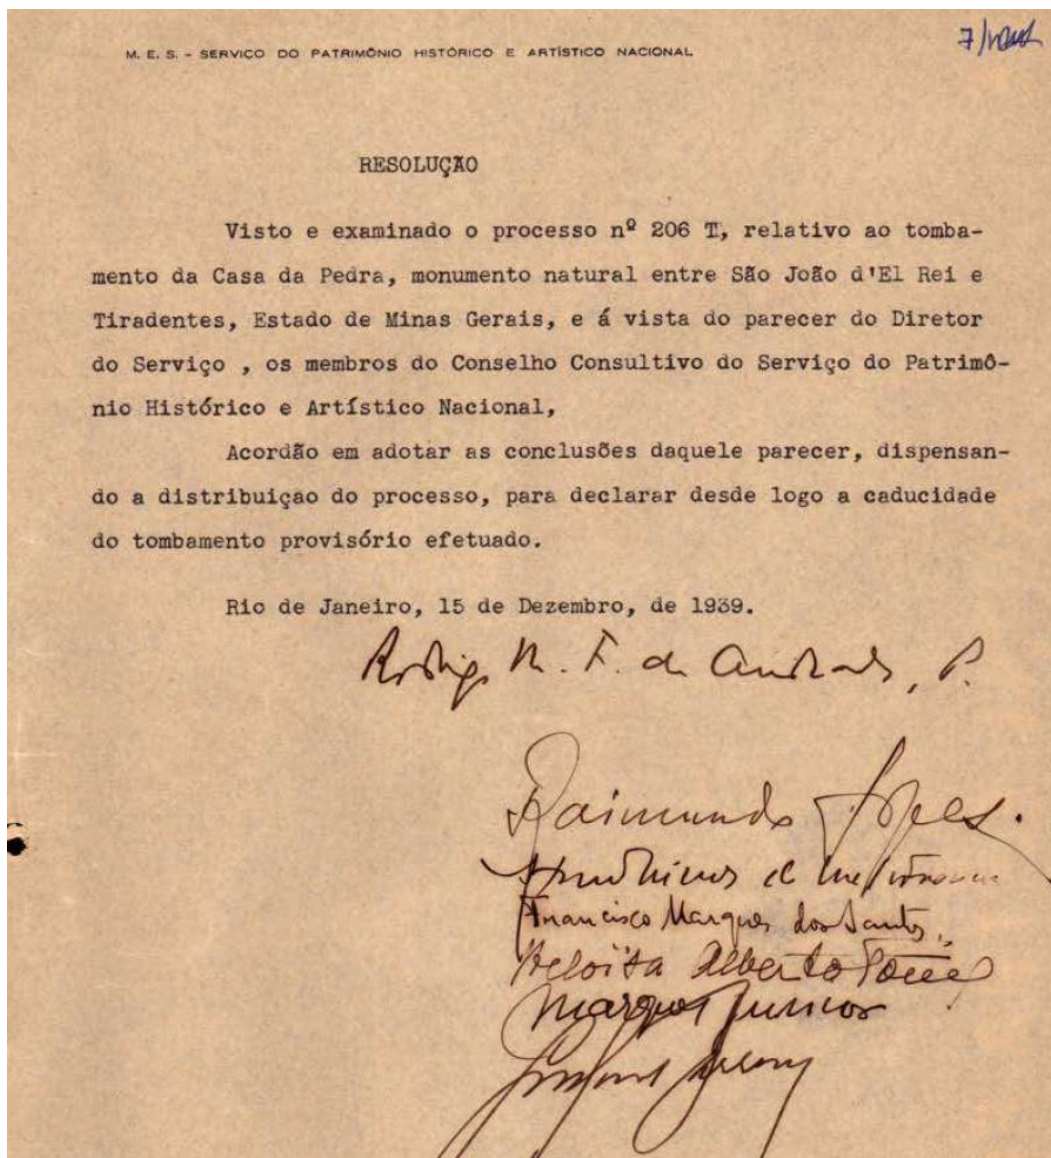 M. E. S. - SERVIÇO DO PATRIMÔNIO HISTÓRICO E ARTÍSTICO NACIONAL
7/
RESOLUÇÃO
Visto e examinado o processo nº 206 T, relativo ao tomba-
mento da Casa da Pedra, monumento natural entre São João d'El Rei e
Tiradentes, Estado de Minas Gerais, e á vista do parecer do Diretor
do Serviço , os membros do Conselho Consultivo do Serviço do Patrimô-
nio Histórico e Artístico Nacional,
Acordão em adotar as conclusões daquele parecer, dispensan-
do a distribuiçao do processo, para declarar desde logo a caducidade
do tombamento provisório efetuado.
Rio de Janeiro, 15 de Dezembro, de 1939.
Rodrigo M. F. de Andrade, P.
Raimundo Lopes.
Francisco Marques dos Santos,
Heloïsa Alberto Torres
Marques Junior